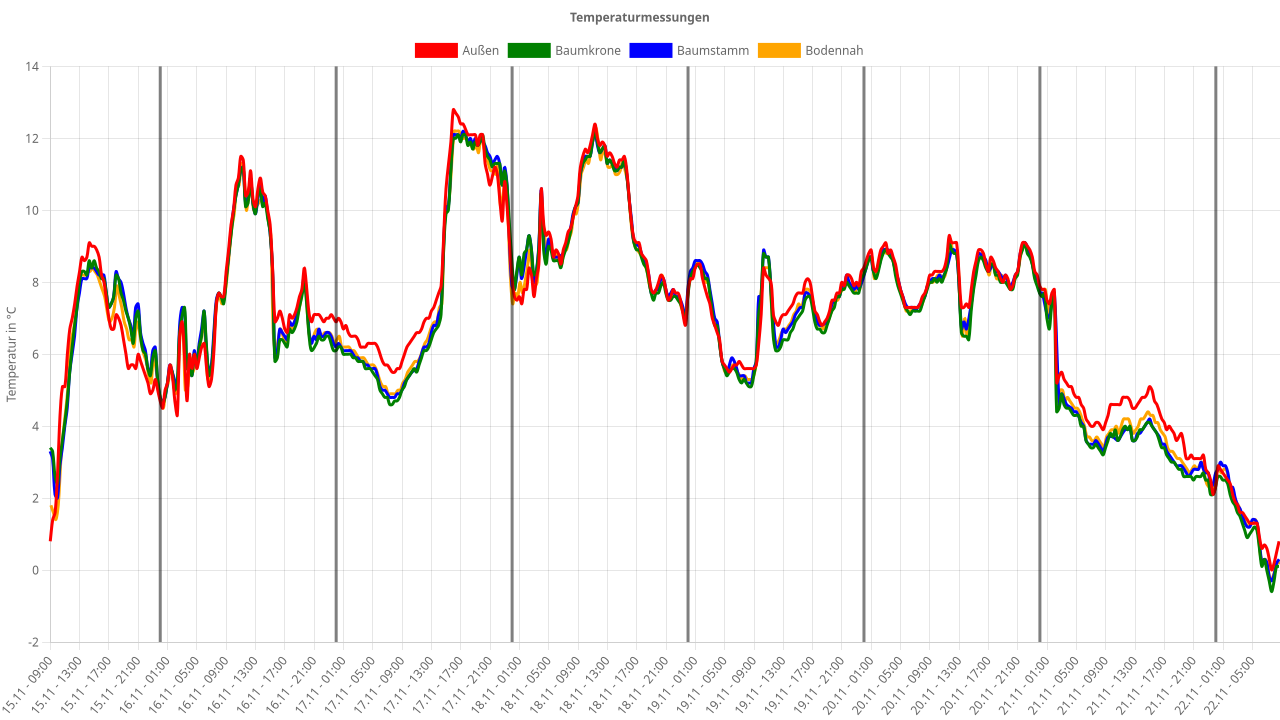 Temperaturmessungen
Außen Baumkrone Baumstamm Bodennah
Temperatur in °C
14
12
10
8
6
4
2
0
-2
15.11 - 09:00
15.11 - 13:00
15.11 - 17:00
15.11 - 21:00
16.11 - 01:00
16.11 - 05:00
16.11 - 09:00
16.11 - 13:00
16.11 - 17:00
16.11 - 21:00
17.11 - 01:00
17.11 - 05:00
17.11 - 09:00
17.11 - 13:00
17.11 - 17:00
17.11 - 21:00
18.11 - 01:00
18.11 - 05:00
18.11 - 09:00
18.11 - 13:00
18.11 - 17:00
18.11 - 21:00
19.11 - 01:00
19.11 - 05:00
19.11 - 09:00
19.11 - 13:00
19.11 - 17:00
19.11 - 21:00
20.11 - 01:00
20.11 - 05:00
20.11 - 09:00
20.11 - 13:00
20.11 - 17:00
20.11 - 21:00
21.11 - 01:00
21.11 - 05:00
21.11 - 09:00
21.11 - 13:00
21.11 - 17:00
21.11 - 21:00
22.11 - 01:00
22.11 - 05:00